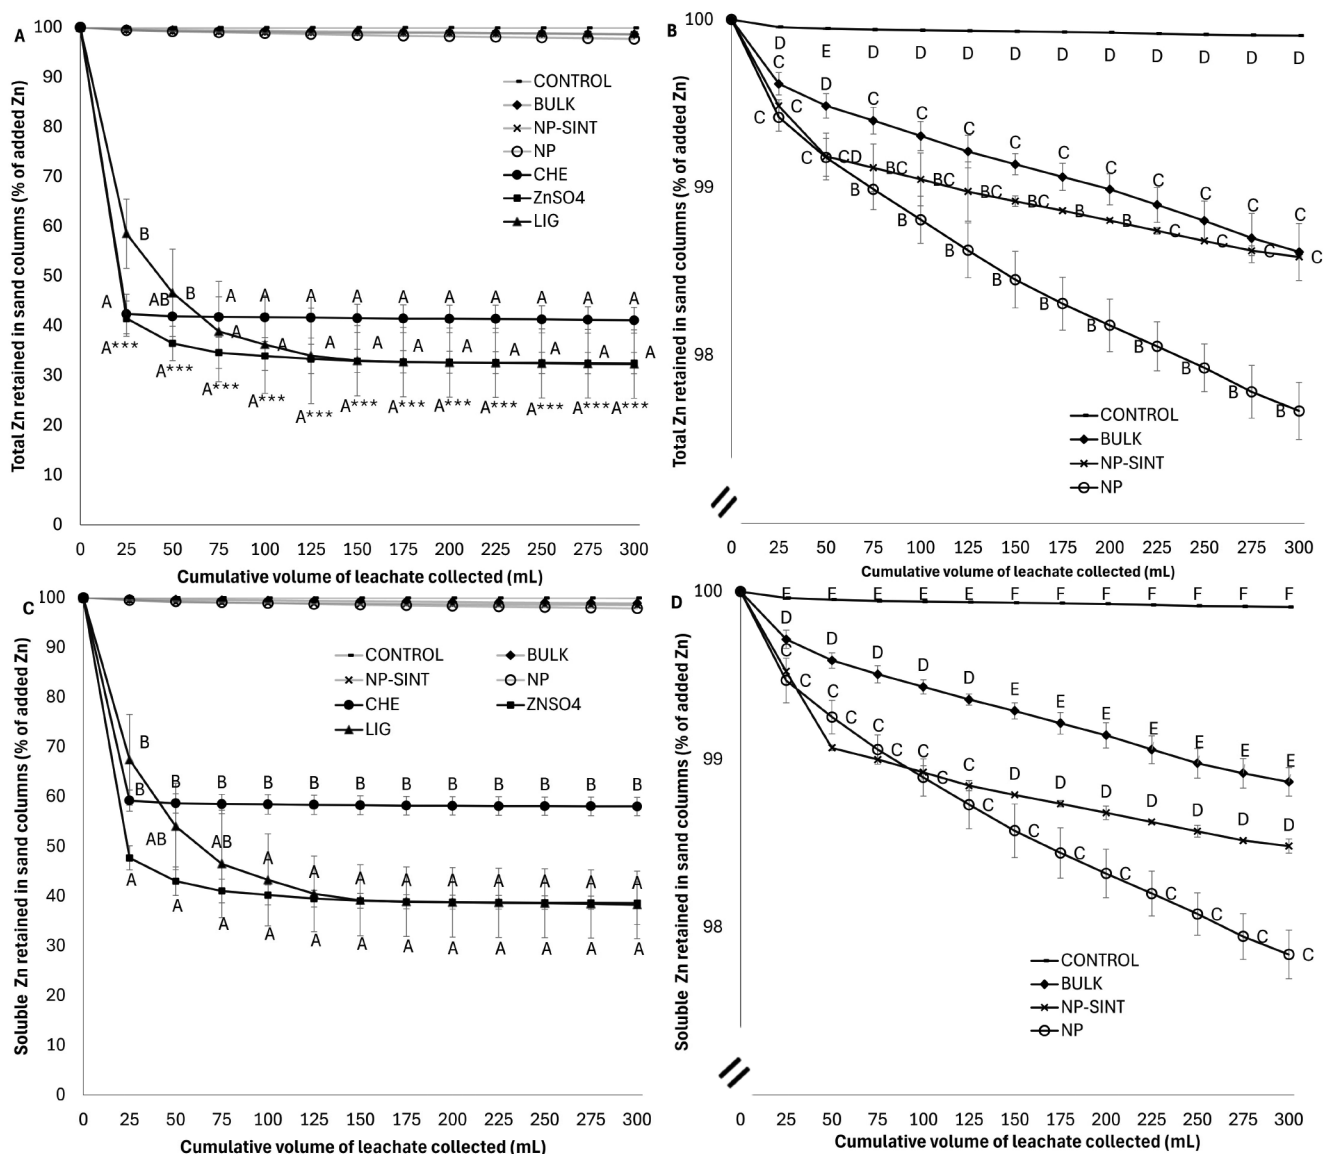 A
Total Zn retained in sand columns (% of added Zn)
100
90
80
70
60
50
40
30
20
10
0
CONTROL
BULK
NP-SINT
NP
CHE
ZnSO4
LIG
B
A AB B A A A A A A A A A A
A A A A A A A A A
A*** A*** A*** A*** A*** A*** A*** A*** A*** A*** A*** A***
0 25 50 75 100 125 150 175 200 225 250 275 300
Cumulative volume of leachate collected (mL)
B
Total Zn retained in sand columns (% of added Zn)
100
99
98
D E D D D D D D D D D D
C D C C C C C C C C C C
C C C CD BC BC BC BC B B C C C C
B B B B B B B B B B
CONTROL
BULK
NP-SINT
NP
0 25 50 75 100 125 150 175 200 225 250 275 300
Cumulative volume of leachate collected (mL)
C
Soluble Zn retained in sand columns (% of added Zn)
100
90
80
70
60
50
40
30
20
10
0
CONTROL BULK
NP-SINT NP
CHE ZNSO4
LIG
B
B B B B B B B B B B B B
AB AB A A A A A A A A A
A A A A A A A A A A A A
0 25 50 75 100 125 150 175 200 225 250 275 300
Cumulative volume of leachate collected (mL)
D
Soluble Zn retained in sand columns (% of added Zn)
100
99
98
E E E E E F F F F F F F
D D D D D E E E E E E E
C C C C C D D D D D D D
C C C C C C C C C C C C
CONTROL
BULK
NP-SINT
NP
0 25 50 75 100 125 150 175 200 225 250 275 300
Cumulative volume of leachate collected (mL)